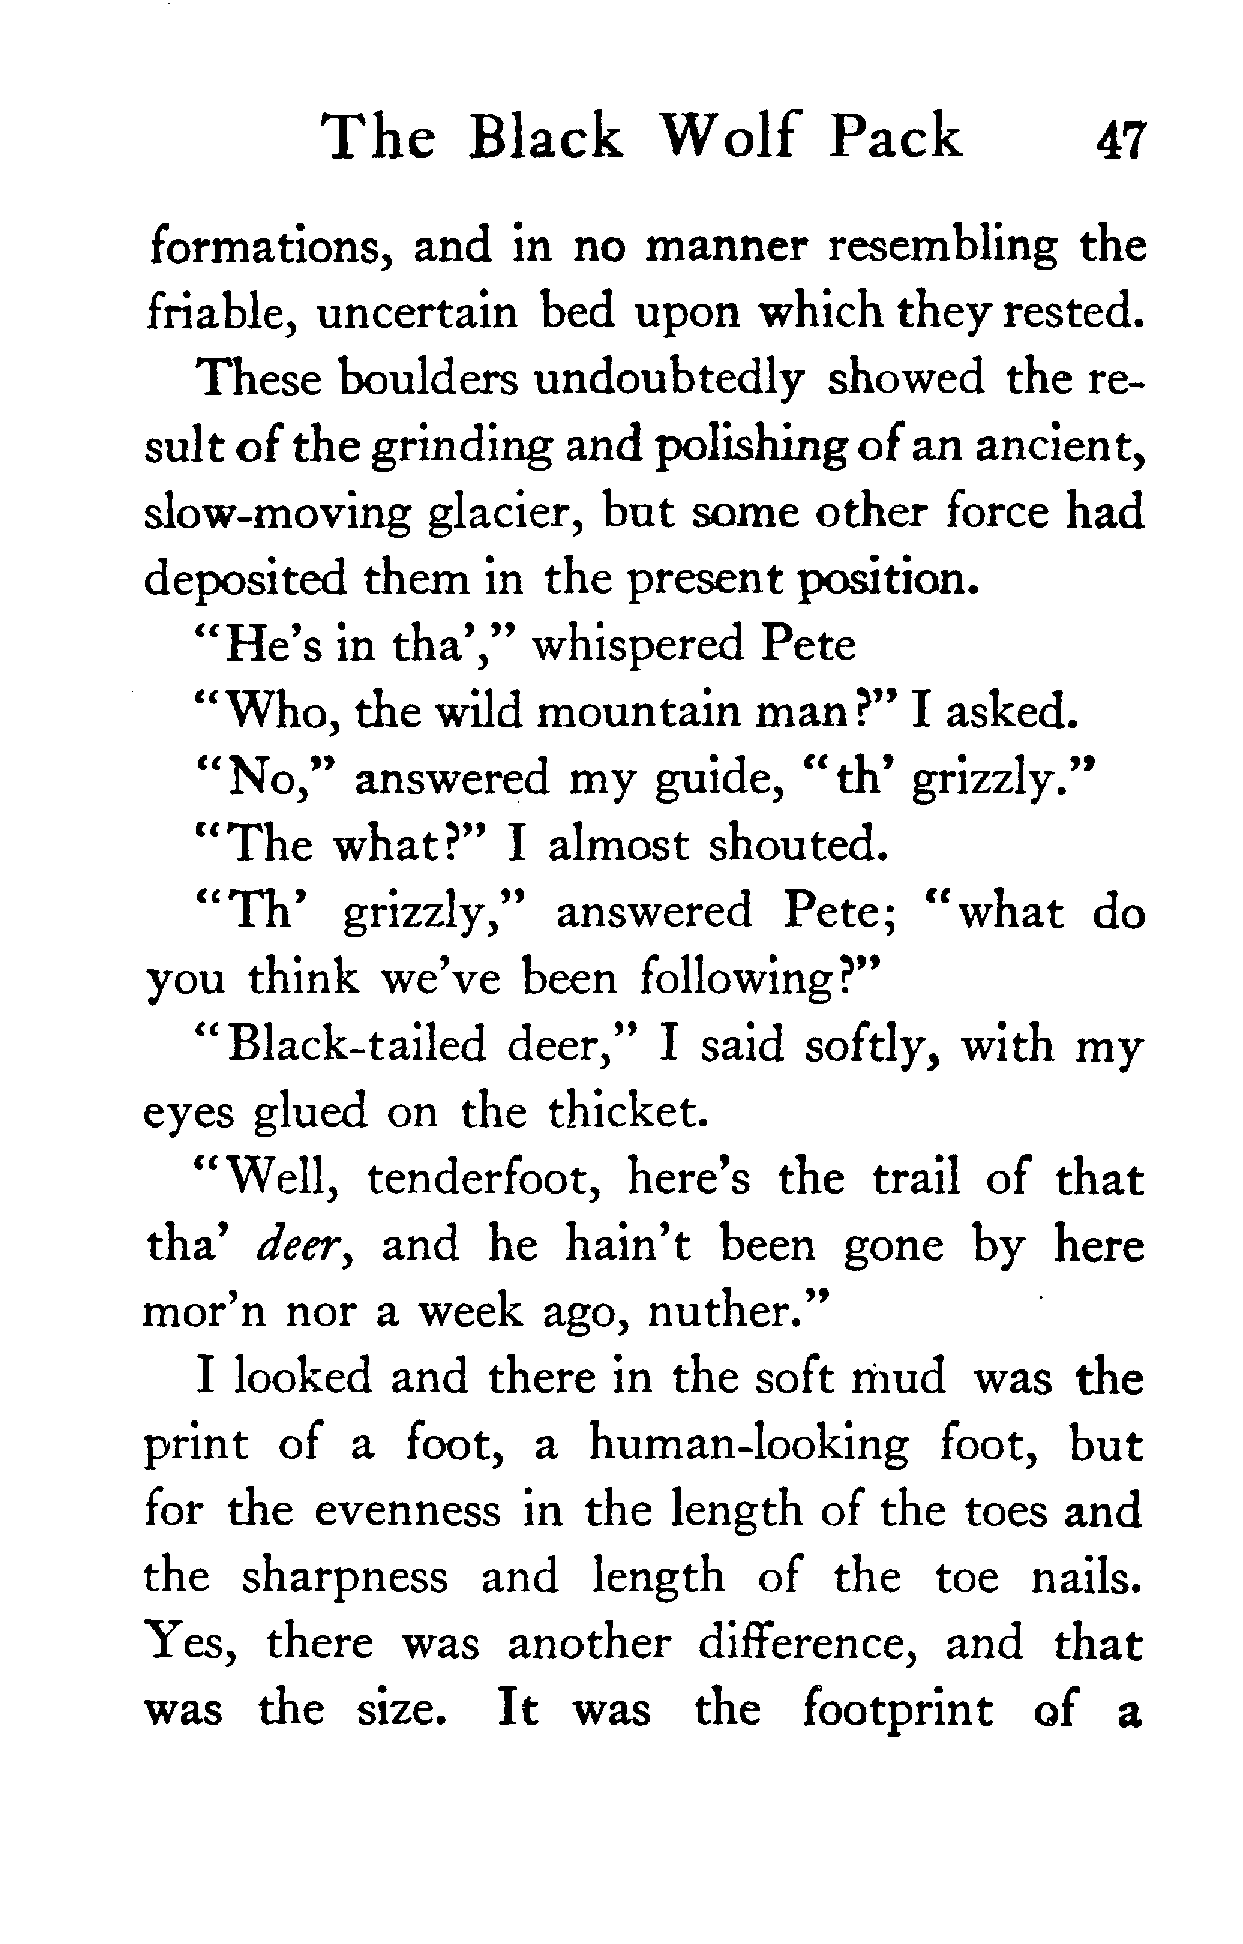 The Black Wolf Pack 47
formations, and in no manner resembling the
friable, uncertain bed upon which they rested.
These boulders undoubtedly showed the re-
sult of the grinding and polishing of an ancient,
slow-moving glacier, but some other force had
deposited them in the present position.
“He’s in tha’,” whispered Pete
“Who, the wild mountain man?” I asked.
“No,” answered my guide, “th’ grizzly.”
“The what?” I almost shouted.
“Th’ grizzly,” answered Pete; “what do
you think we’ve been following?”
“Black-tailed deer,” I said softly, with my
eyes glued on the thicket.
“Well, tenderfoot, here’s the trail of that
tha’ deer, and he hain’t been gone by here
mor’n nor a week ago, nuther.”
I looked and there in the soft mud was the
print of a foot, a human-looking foot, but
for the evenness in the length of the toes and
the sharpness and length of the toe nails.
Yes, there was another difference, and that
was the size. It was the footprint of a